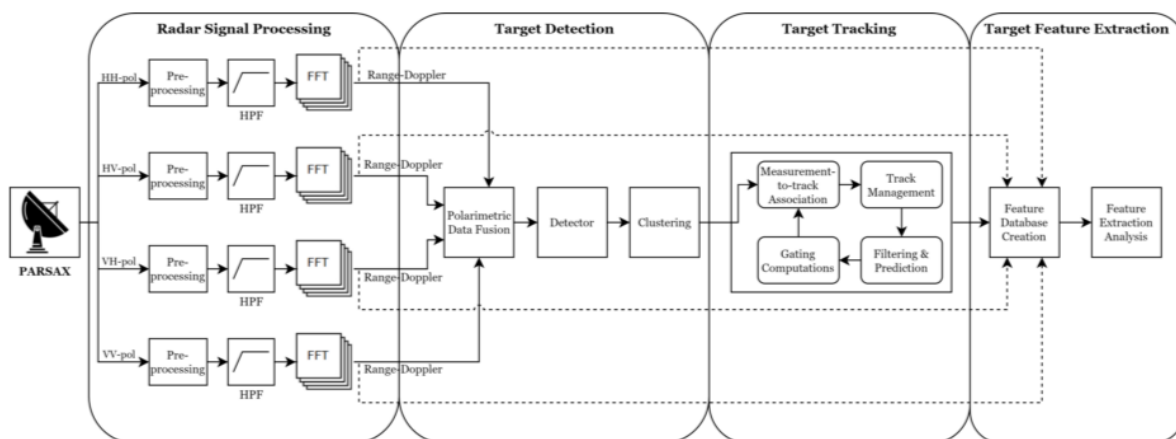 Radar Signal Processing
Target Detection
Target Tracking
Target Feature Extraction
HH-pol
Pre-
processing
HPF
FFT
Range-Doppler
HV-pol
Pre-
processing
HPF
FFT
Range-Doppler
PARSAX
VH-pol
Pre-
processing
HPF
FFT
Range-Doppler
VV-pol
Pre-
processing
HPF
FFT
Range-Doppler
Polarimetric
Data Fusion
Detector
Clustering
Measurement-
to-track
Association
Track
Management
Gating
Computations
Filtering &
Prediction
Feature
Database
Creation
Feature
Extraction
Analysis